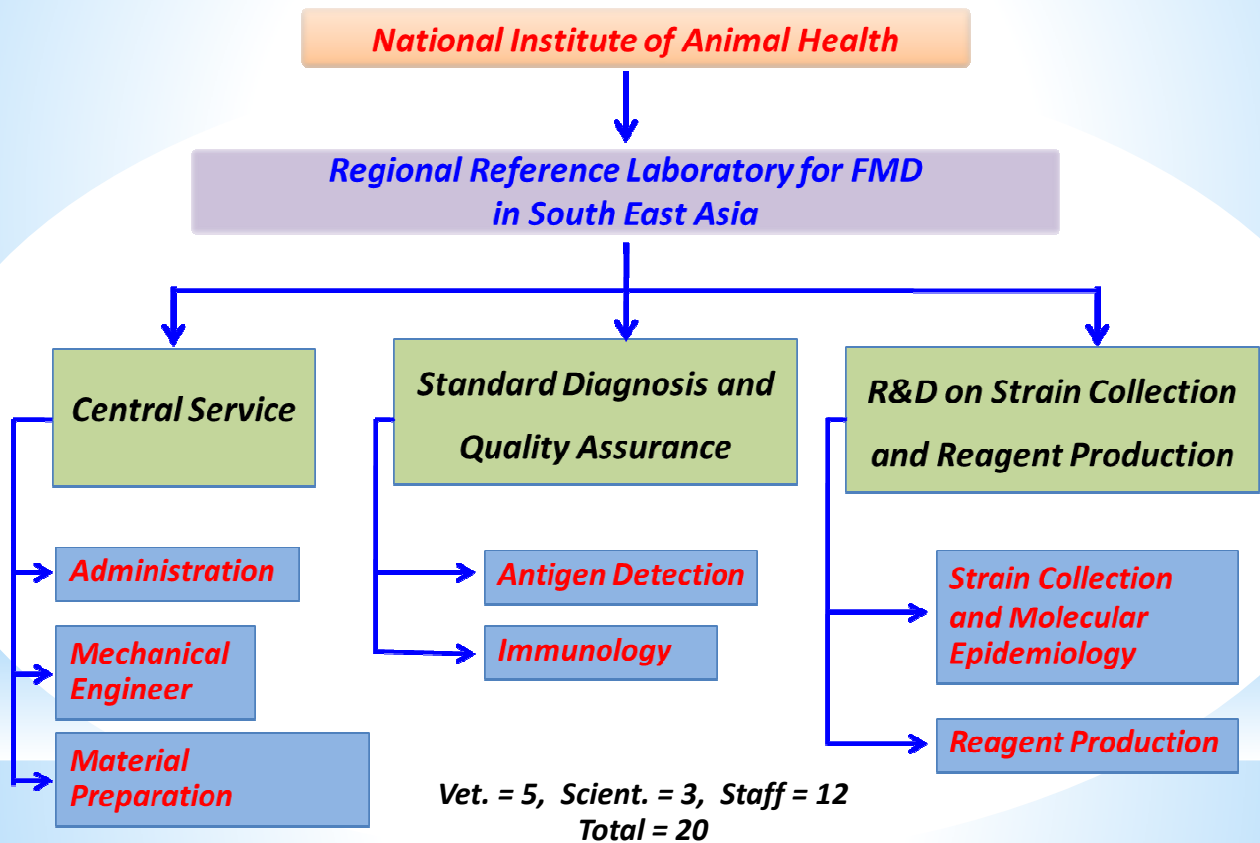 National Institute of Animal Health
Regional Reference Laboratory for FMD
in South East Asia
Central Service
Standard Diagnosis and
Quality Assurance
R&D on Strain Collection
and Reagent Production
Administration
Mechanical
Engineer
Material
Preparation
Antigen Detection
Immunology
Strain Collection
and Molecular
Epidemiology
Reagent Production
Vet. = 5, Scient. = 3, Staff = 12
Total = 20